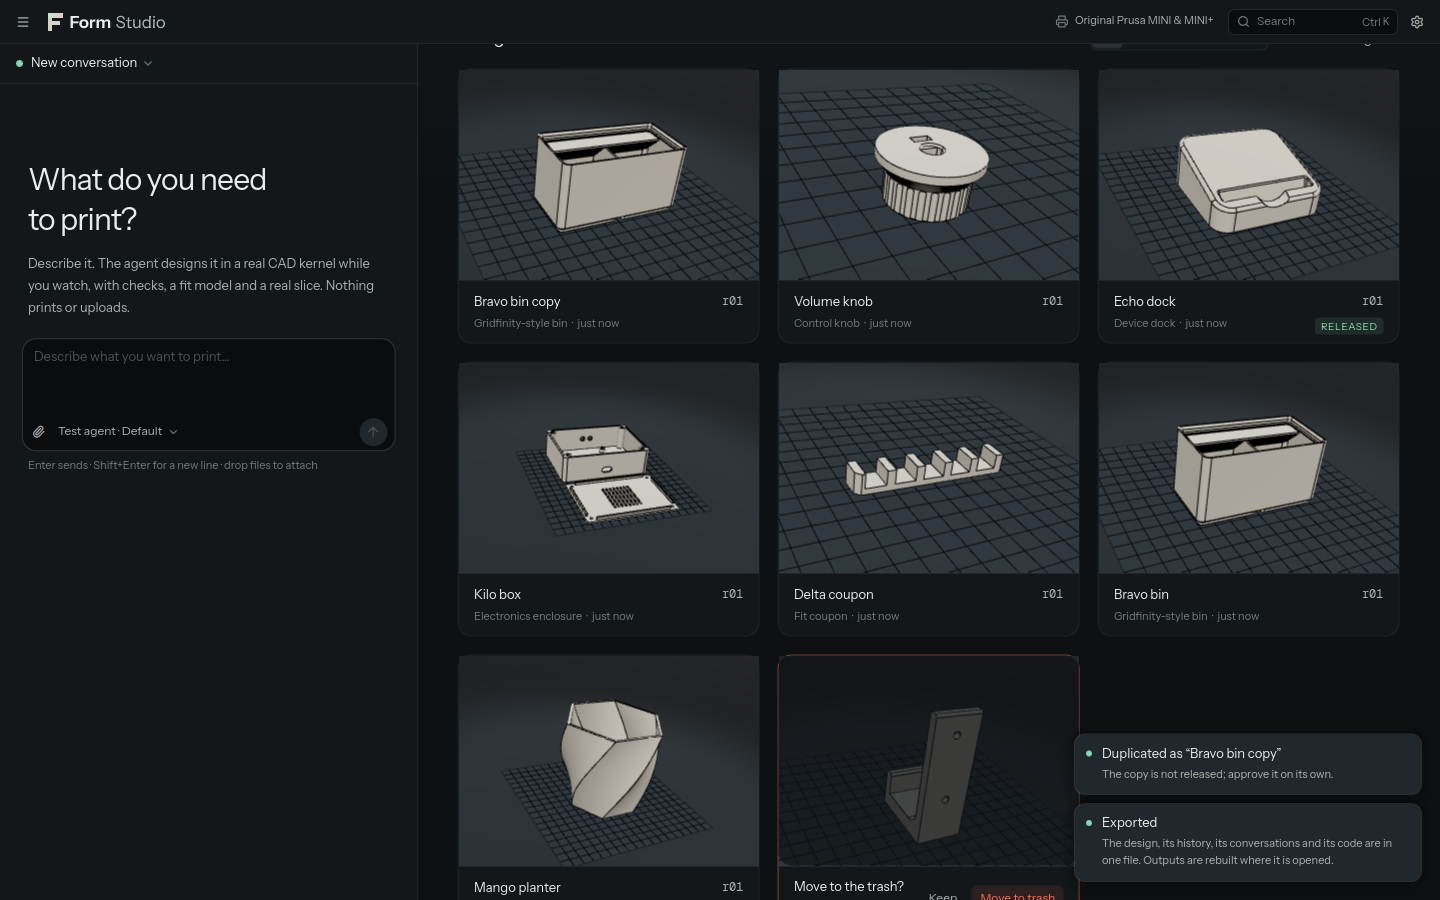 Form Studio
Original Prusa MINI & MINI+
Search
Ctrl K
New conversation
What do you need
to print?
Describe it. The agent designs it in a real CAD kernel while
you watch, with checks, a fit model and a real slice. Nothing
prints or uploads.
Describe what you want to print...
Test agent · Default
Enter sends · Shift+Enter for a new line · drop files to attach
Bravo bin copy
r01
Gridfinity-style bin · just now
Volume knob
r01
Control knob · just now
Echo dock
r01
Device dock · just now
RELEASED
Kilo box
r01
Electronics enclosure · just now
Delta coupon
r01
Fit coupon · just now
Bravo bin
r01
Gridfinity-style bin · just now
Mango planter
r01
Move to the trash?
Keep
Move to trash
Duplicated as “Bravo bin copy”
The copy is not released; approve it on its own.
Exported
The design, its history, its conversations and its code are in
one file. Outputs are rebuilt where it is opened.